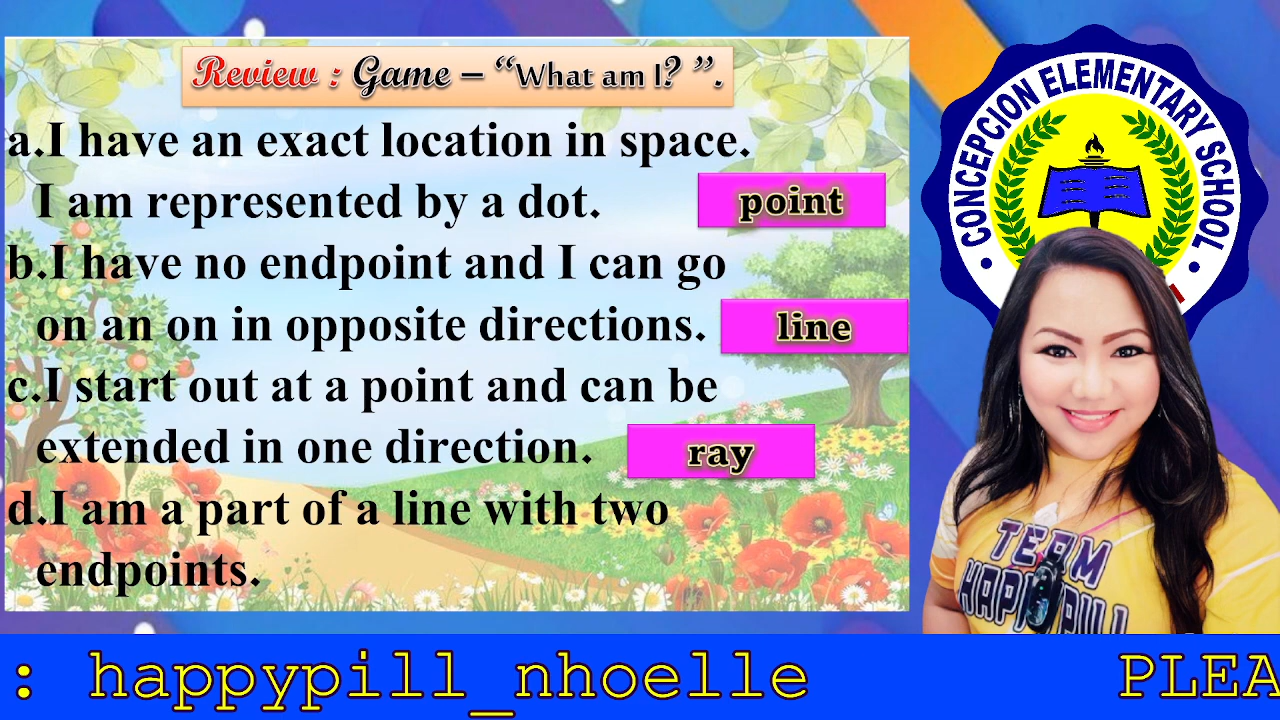 Review : Game – “What am I? ”.
a.I have an exact location in space.
I am represented by a dot.
point
b.I have no endpoint and I can go
on an on in opposite directions.
line
c.I start out at a point and can be
extended in one direction.
ray
d.I am a part of a line with two
endpoints.
CONCEPCION ELEMENTARY SCHOOL
TEAM
HAPPYPILL
: happypill_nhoelle PLEA